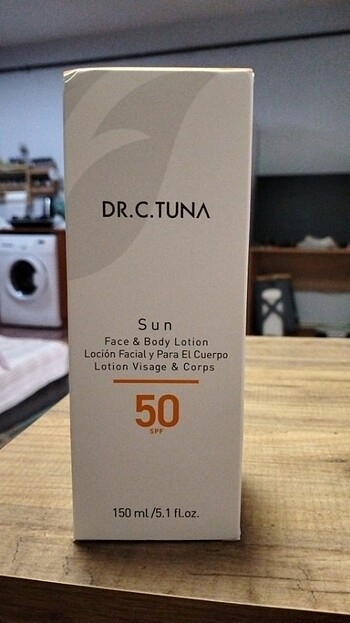 DR.C.TUNA
Sun
Face & Body Lotion
Loción Facial y Para El Cuerpo
Lotion Visage & Corps
50
SPF
150 ml/5.1 fl.oz.